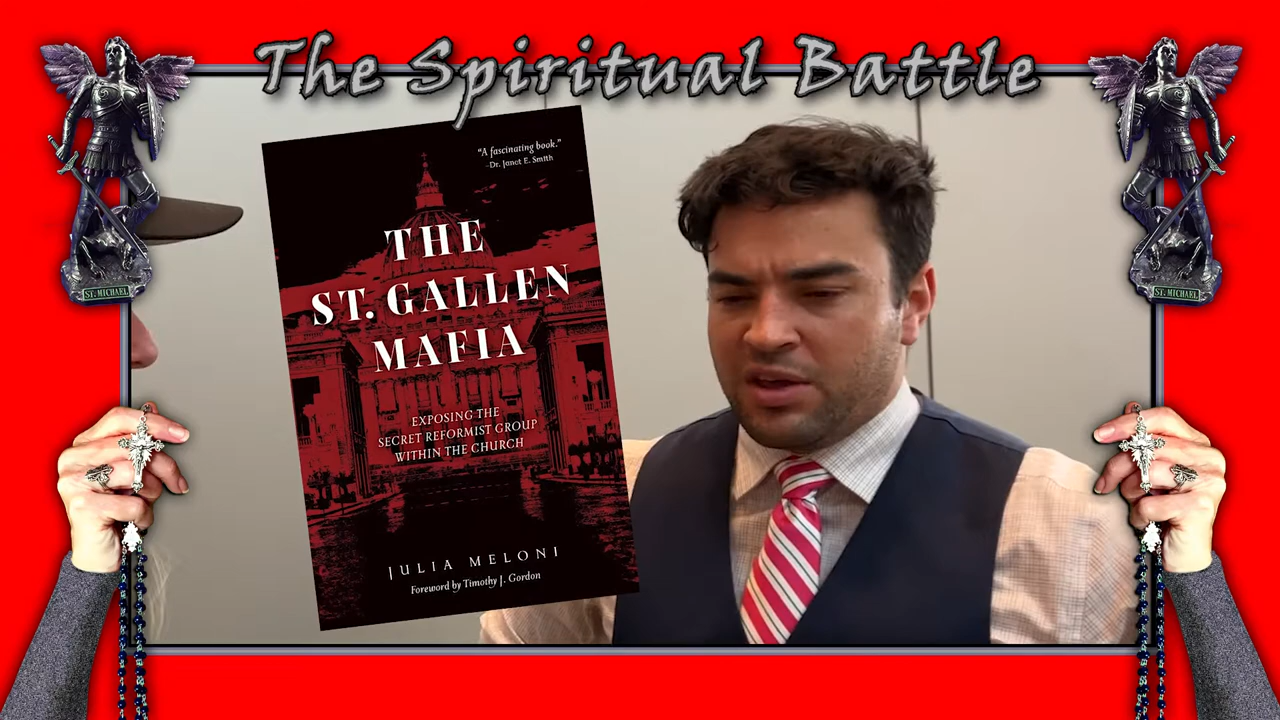 The Spiritual Battle
"A fascinating book."
-Dr. Janet E. Smith
THE
ST. GALLEN
MAFIA
EXPOSING THE
SECRET REFORMIST GROUP
WITHIN THE CHURCH
JULIA MELONI
Foreword by Timothy J. Gordon
ST. MICHAEL
ST. MICHAEL